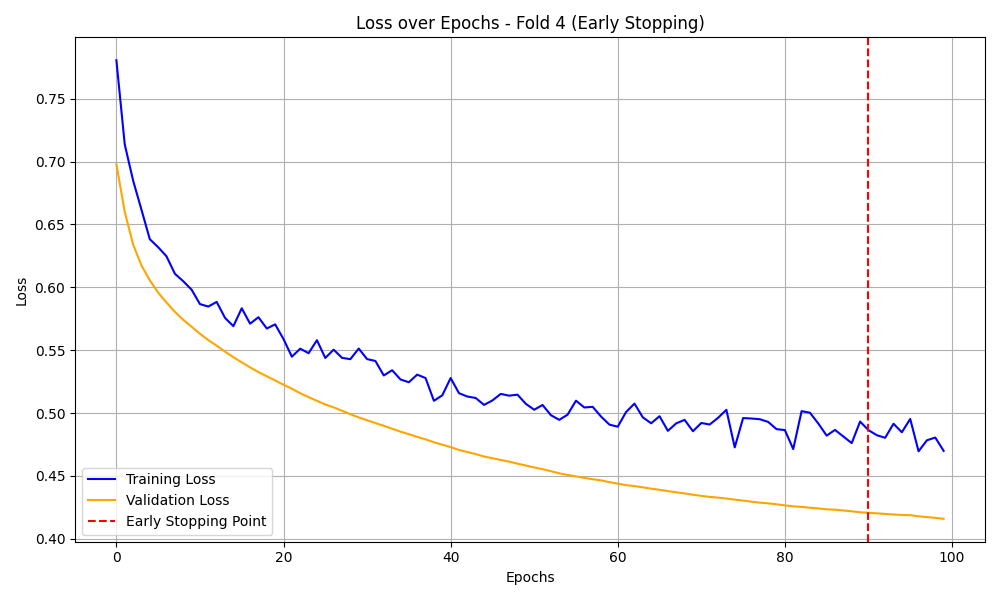 Loss over Epochs - Fold 4 (Early Stopping)
0.75
0.70
0.65
0.60
0.55
0.50
0.45
0.40
Loss
Training Loss
Validation Loss
Early Stopping Point
0 20 40 60 80 100
Epochs